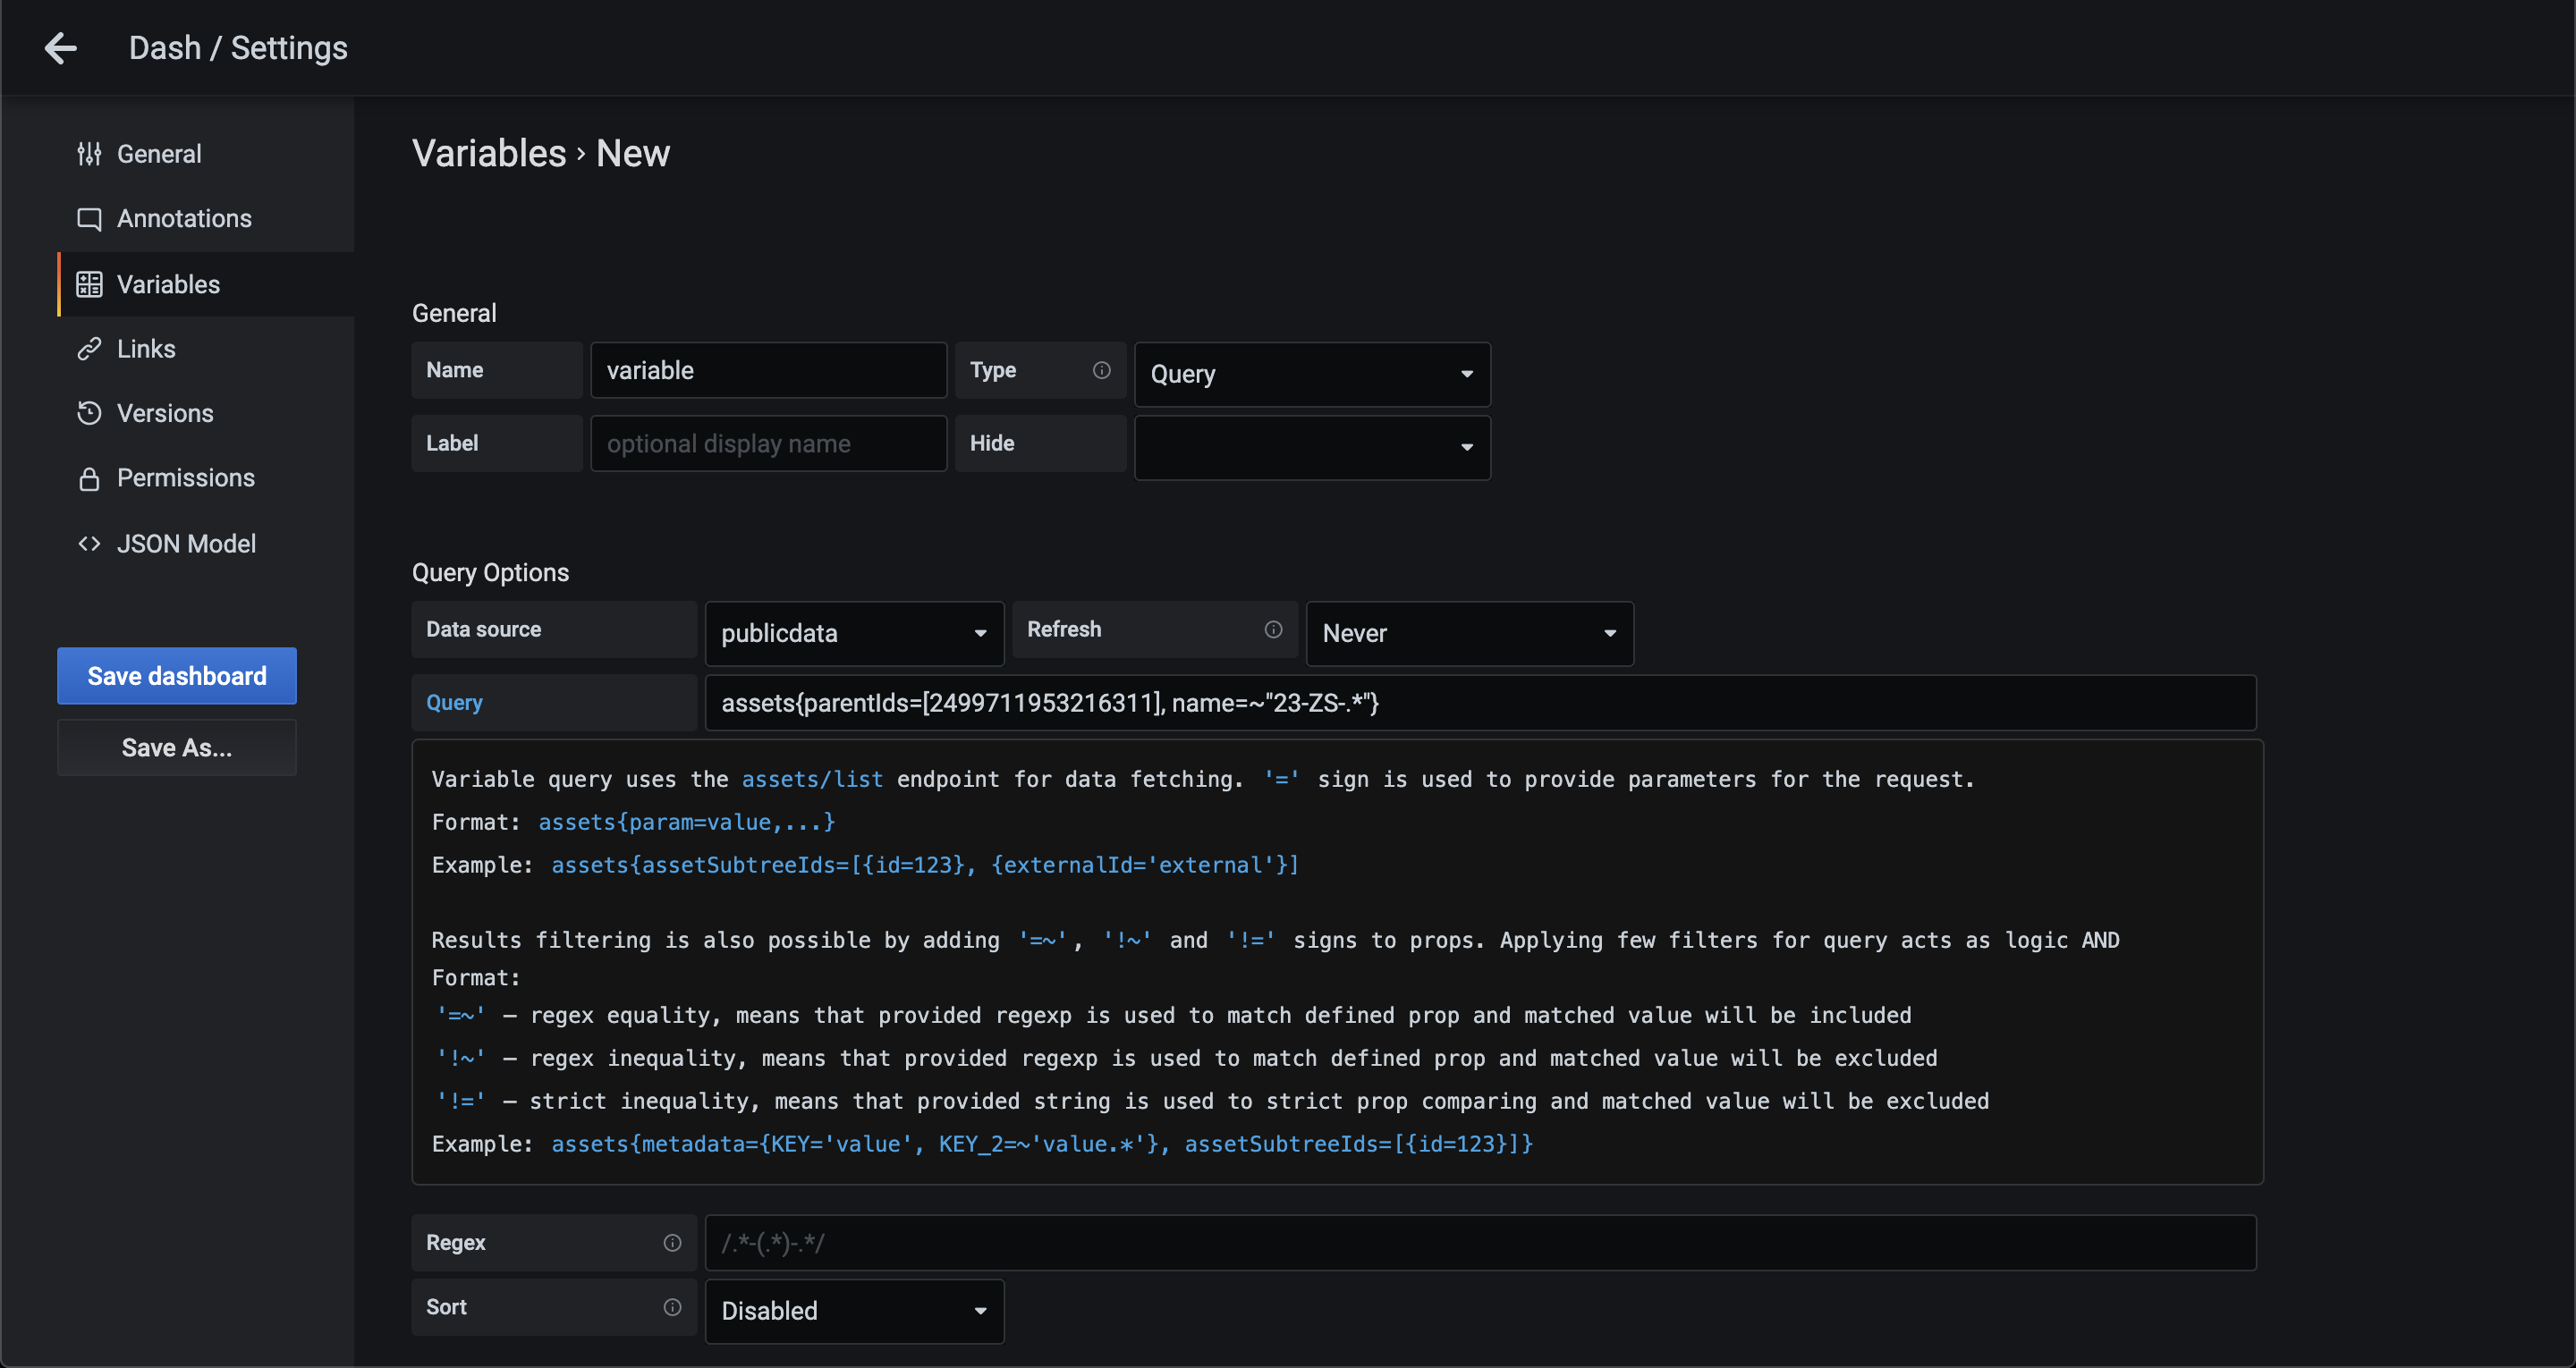 Dash / Settings
General
Annotations
Variables
Links
Versions
Permissions
JSON Model
Save dashboard
Save As...
Variables › New
General
Name variable Type Query
Label optional display name Hide
Query Options
Data source publicdata Refresh Never
Query assets{parentIds=[2499711953216311], name=~"23-ZS-.*"}
Variable query uses the assets/list endpoint for data fetching. '=' sign is used to provide parameters for the request.
Format: assets{param=value,...}
Example: assets{assetSubtreeIds=[{id=123}, {externalId='external'}]
Results filtering is also possible by adding '=~', '!~' and '!=' signs to props. Applying few filters for query acts as logic AND
Format:
'=~' – regex equality, means that provided regexp is used to match defined prop and matched value will be included
'!~' – regex inequality, means that provided regexp is used to match defined prop and matched value will be excluded
'!=' – strict inequality, means that provided string is used to strict prop comparing and matched value will be excluded
Example: assets{metadata={KEY='value', KEY_2=~'value.*'}, assetSubtreeIds=[{id=123}]}
Regex /.*-(.*)-.*/
Sort Disabled